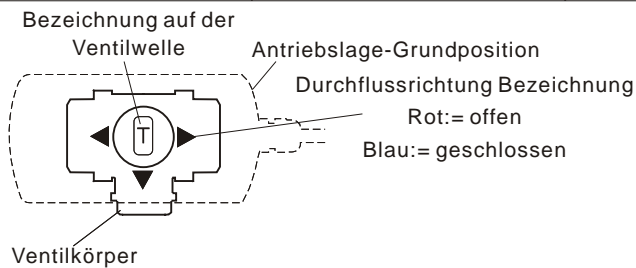 Bezeichnung auf der
Ventilwelle
Antriebslage-Grundposition
Durchflussrichtung Bezeichnung
Rot:= offen
Blau:= geschlossen
T
Ventilkörper